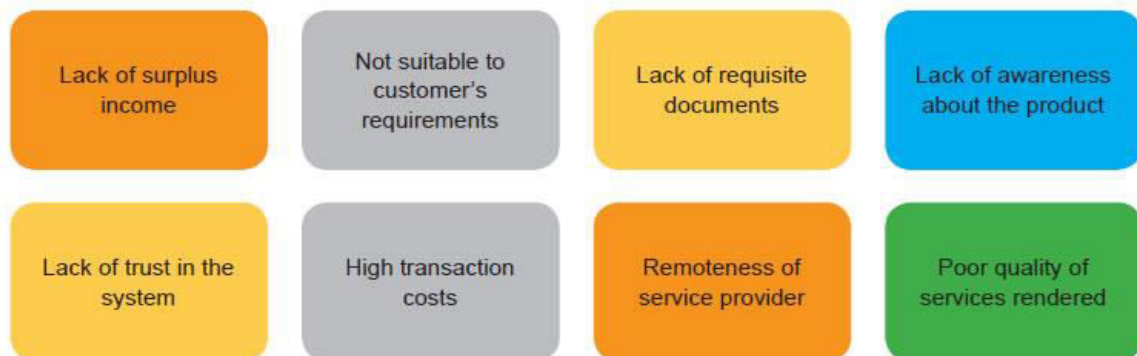 Lack of surplus
income
Not suitable to
customer's
requirements
Lack of requisite
documents
Lack of awareness
about the product
Lack of trust in the
system
High transaction
costs
Remoteness of
service provider
Poor quality of
services rendered